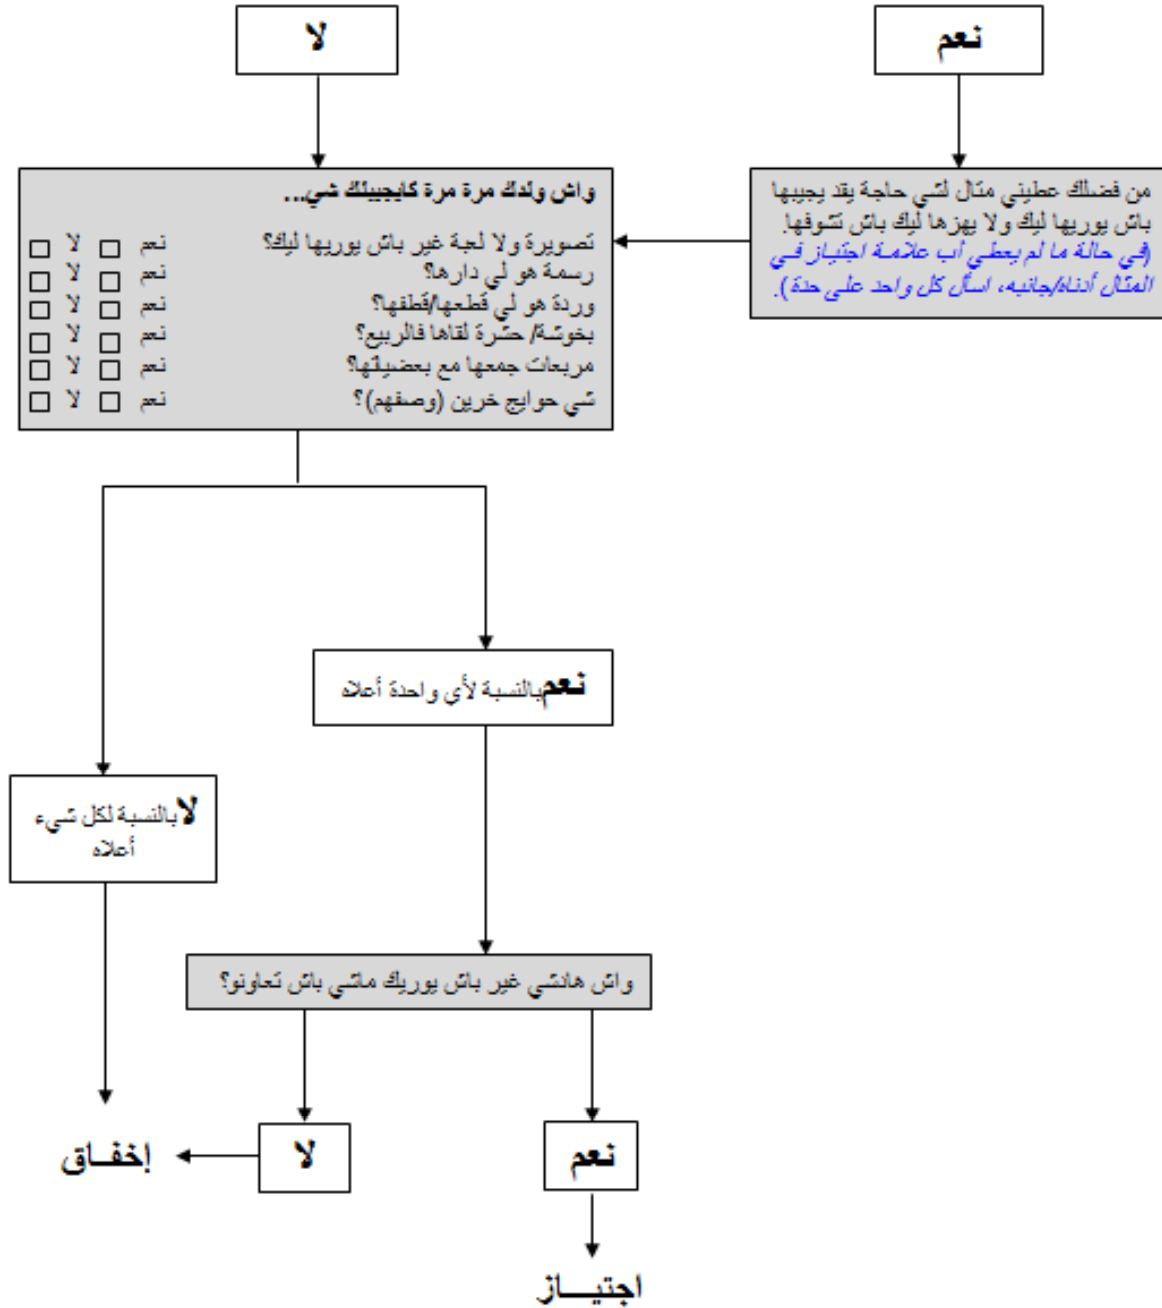 نعم
لا
من فضلك عطيني مثال لشي حاجة يقد يجيبها
باش يوريها ليك ولا يهزها ليك باش تشوفها.
(في حالة ما لم يعطي أب علامة اجتياز في
المثال أدناه/جانبه، اسأل كل واحد على حدة).
واش ولدك مرة مرة كايجيبلك شي...
تصويرة ولا لعبة غير باش يوريها ليك؟ نعم □ لا □
رسمة هو لي دارها؟ نعم □ لا □
وردة هو لي قطعها/قطفها؟ نعم □ لا □
بخوشة/ حشرة لقاها فالربيع؟ نعم □ لا □
مربعات جمعها مع بعضياتها؟ نعم □ لا □
شي حوايج خرين (وصفهم)؟ نعم □ لا □
نعم بالنسبة لأي واحدة أعلاه
لا بالنسبة لكل شيء
أعلاه
واش هادشي غير باش يوريك ماشي باش تعاونو؟
نعم
لا
إخفــاق
اجتيـــاز